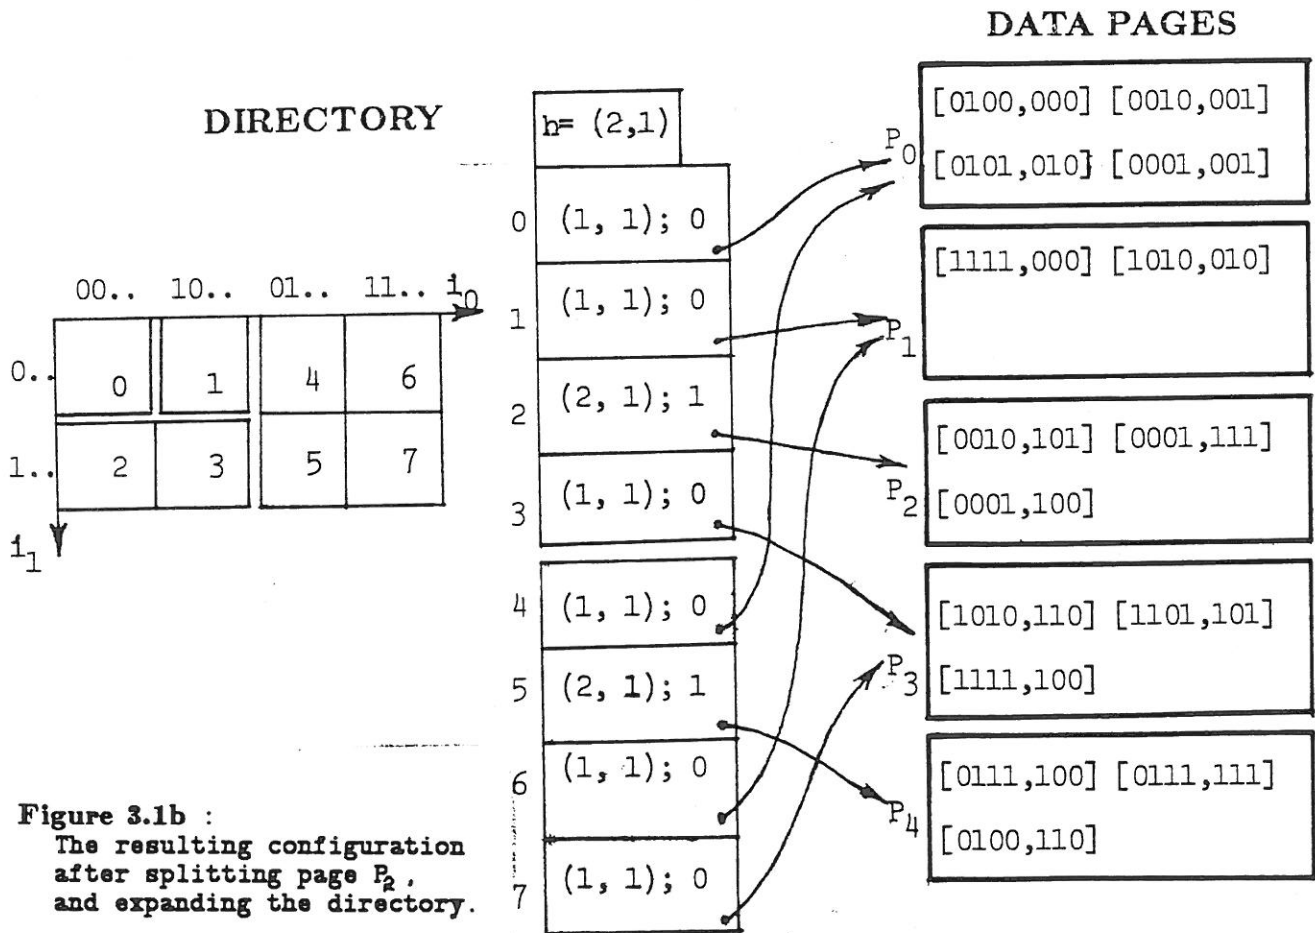 DATA PAGES
DIRECTORY
h= (2,1)
0 (1, 1); 0
1 (1, 1); 0
2 (2, 1); 1
3 (1, 1); 0
4 (1, 1); 0
5 (2, 1); 1
6 (1, 1); 0
7 (1, 1); 0
00.. 10.. 01.. 11.. i0
0.. 0 1 4 6
1.. 2 3 5 7
i1
P0
[0100,000] [0010,001]
[0101,010] [0001,001]
P1
[1111,000] [1010,010]
P2
[0010,101] [0001,111]
[0001,100]
P3
[1010,110] [1101,101]
[1111,100]
P4
[0111,100] [0111,111]
[0100,110]
Figure 3.1b :
The resulting configuration
after splitting page P2 ,
and expanding the directory.